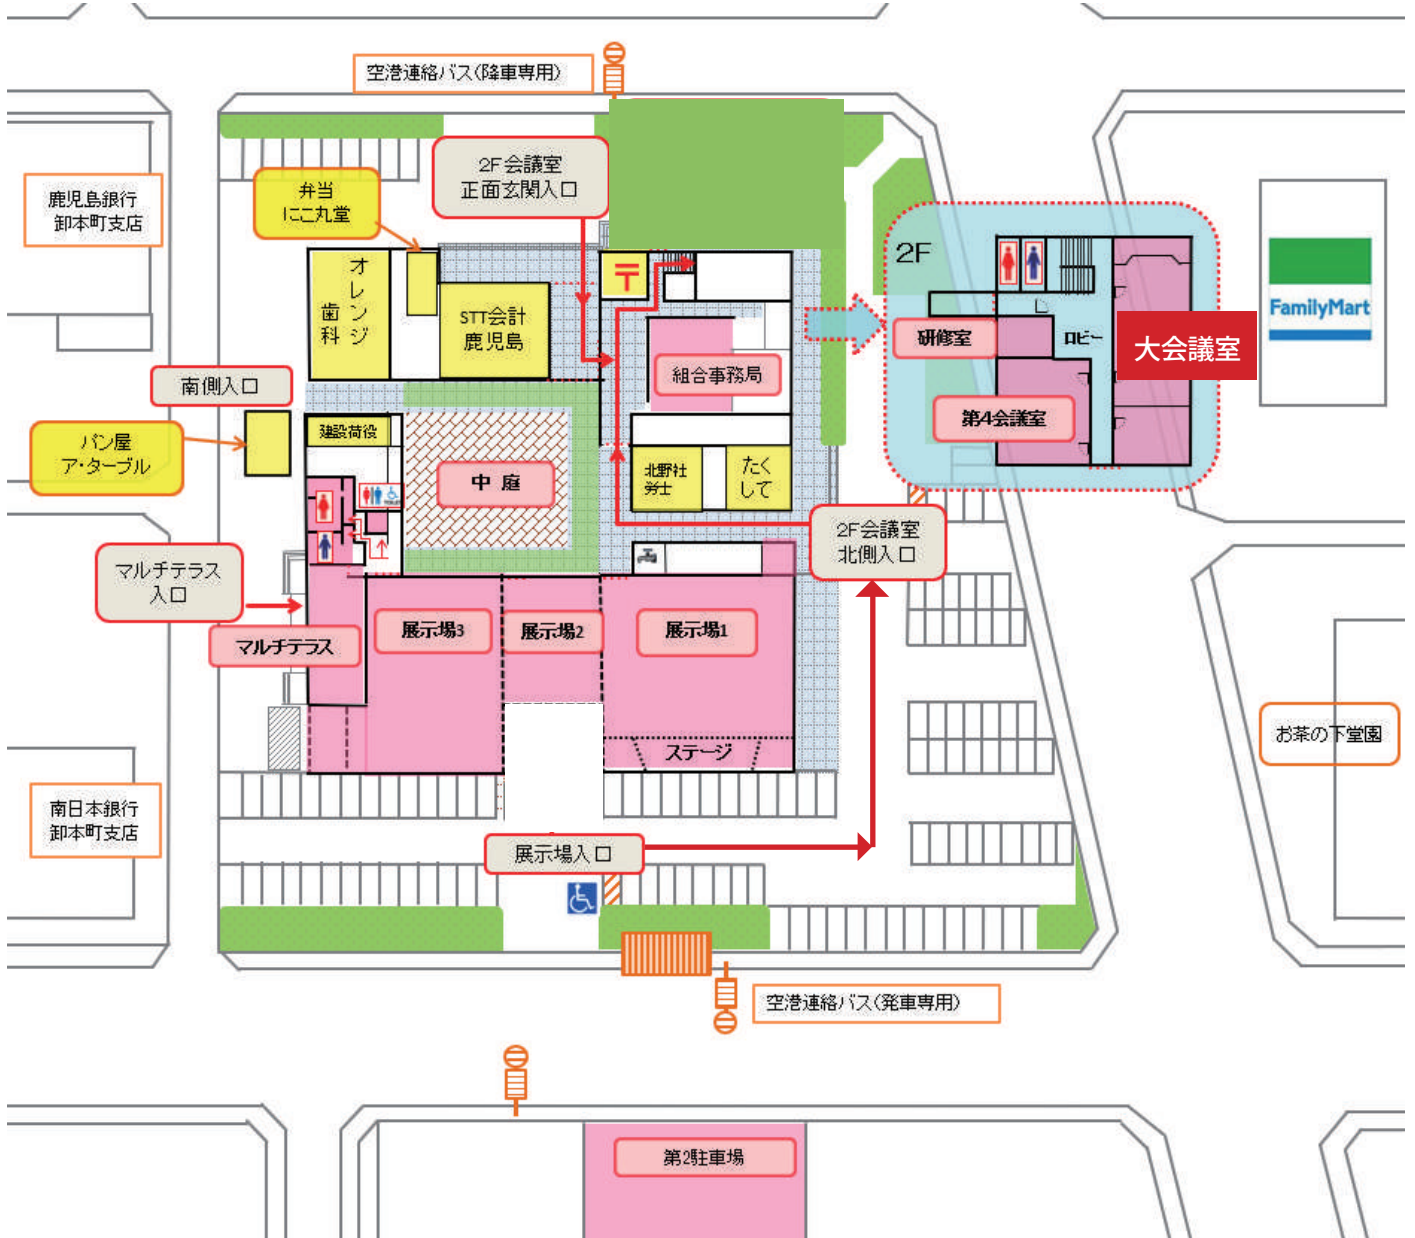 空港連絡バス(降車専用)
2F会議室
正面玄関入口
弁当
にこ丸堂
鹿児島銀行
卸本町支店
オレンジ
歯科
STT会計
鹿児島
〒
2F
研修室
ロビー
大会議室
第4会議室
FamilyMart
組合事務局
南側入口
パン屋
ア・ターブル
建設荷役
中庭
北野社
労士
たく
して
2F会議室
北側入口
マルチテラス
入口
マルチテラス
展示場3
展示場2
展示場1
ステージ
お茶の下堂園
南日本銀行
卸本町支店
展示場入口
空港連絡バス(発車専用)
第2駐車場